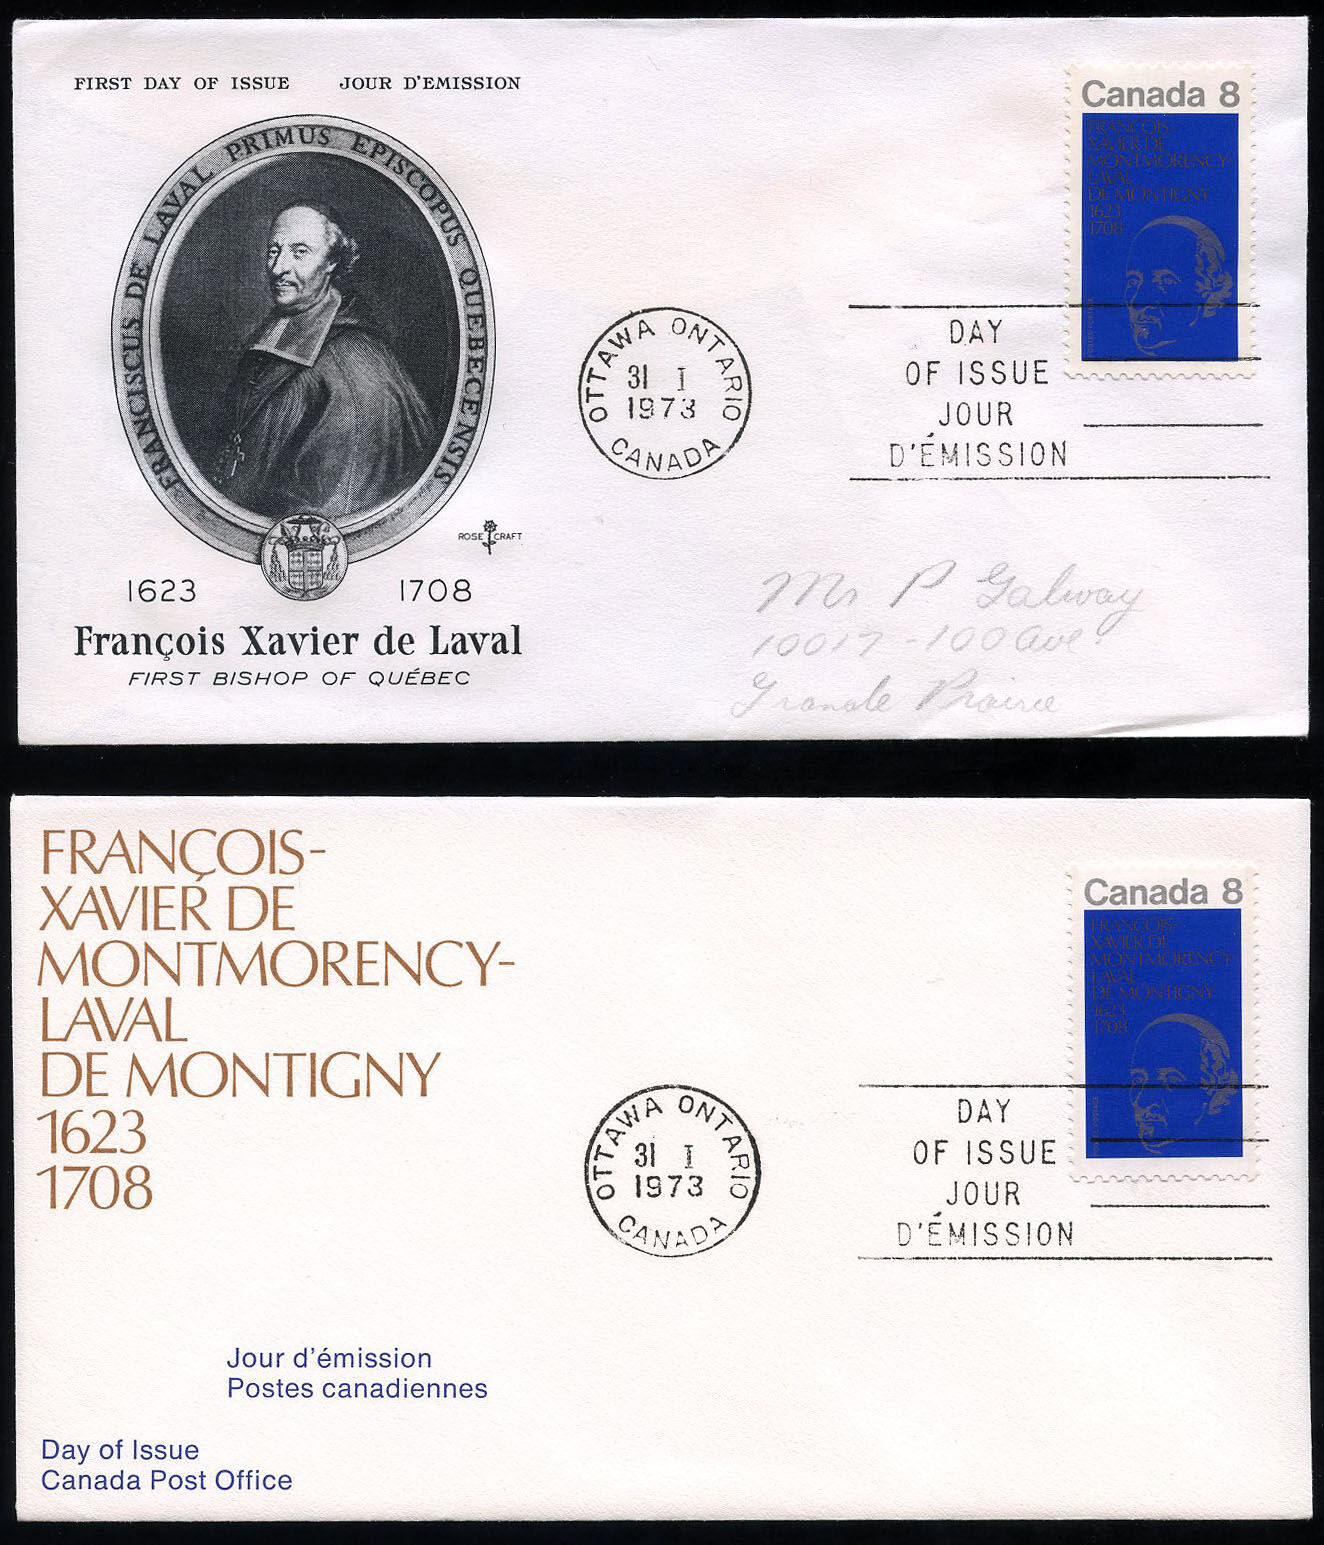 FIRST DAY OF ISSUE JOUR D'EMISSION
FRANCISCUS DE LAVAL PRIMUS EPISCOPUS QUEBECENSIS
ROSE CRAFT
1623 1708
François Xavier de Laval
FIRST BISHOP OF QUÉBEC
OTTAWA ONTARIO
31 I
1973
CANADA
Canada 8
FRANÇOIS-
XAVIER DE
MONTMORENCY-
LAVAL
DE MONTIGNY
1623
1708
DAY
OF ISSUE
JOUR
D'ÉMISSION
Mr P Galway
10017-100 ave.
Grande Prairie
FRANÇOIS-
XAVIER DE
MONTMORENCY-
LAVAL
DE MONTIGNY
1623
1708
OTTAWA ONTARIO
31 I
1973
CANADA
Canada 8
FRANÇOIS-
XAVIER DE
MONTMORENCY-
LAVAL
DE MONTIGNY
1623
1708
DAY
OF ISSUE
JOUR
D'ÉMISSION
Jour d'émission
Postes canadiennes
Day of Issue
Canada Post Office